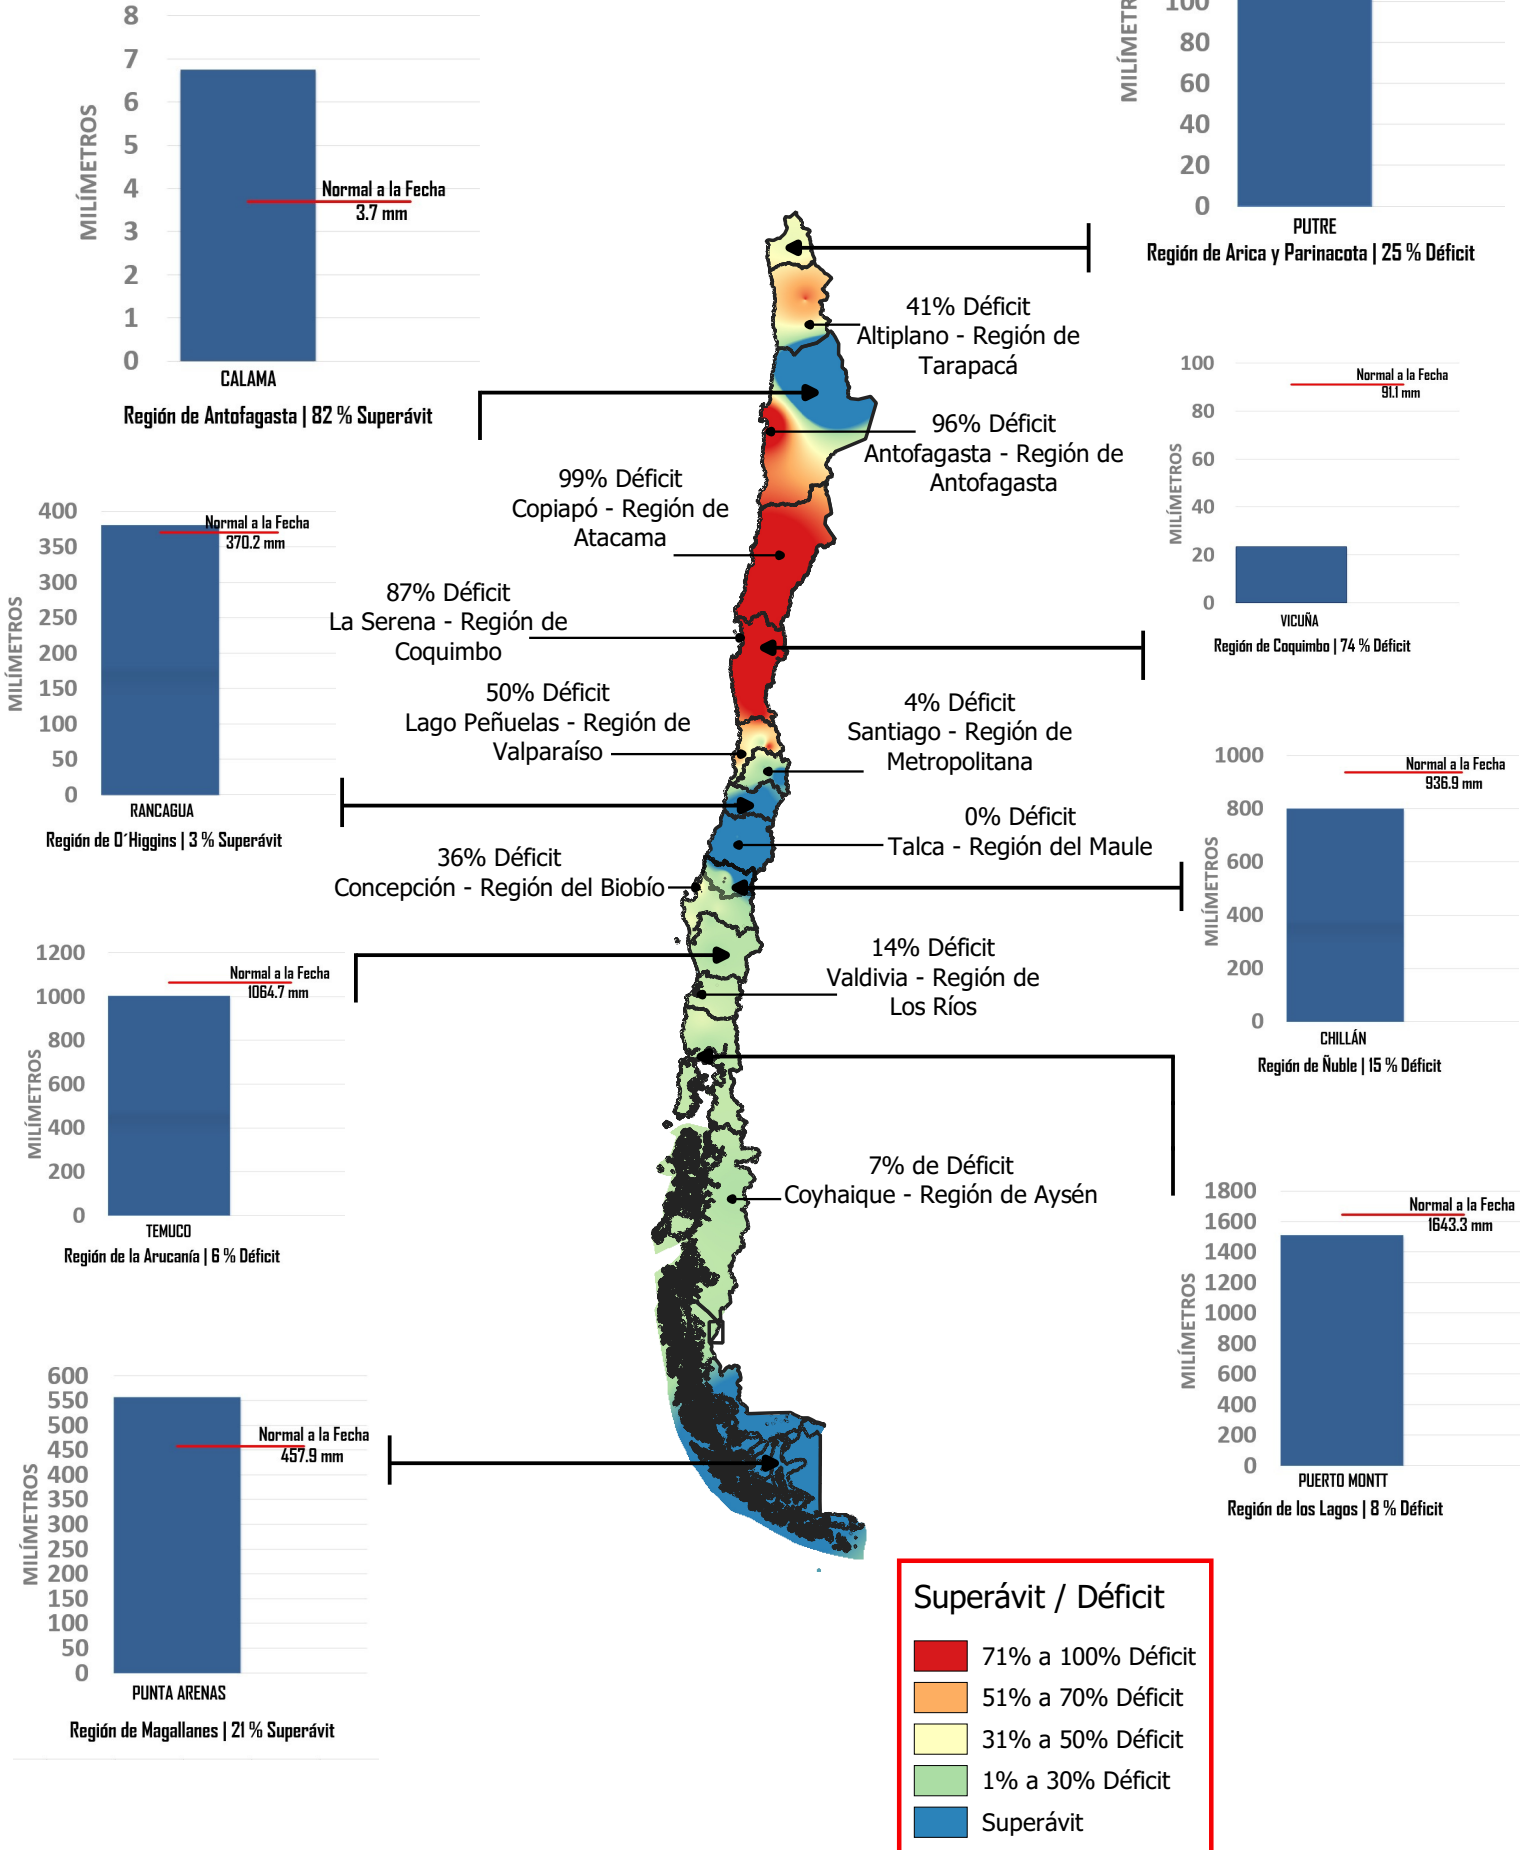 8
7
6
5
4
3
2
1
0
MILÍMETROS
Normal a la Fecha
3.7 mm
CALAMA
Región de Antofagasta | 82 % Superávit
100
80
60
40
20
0
PUTRE
Región de Arica y Parinacota | 25 % Déficit
41% Déficit
Altiplano - Región de
Tarapacá
96% Déficit
Antofagasta - Región de
Antofagasta
99% Déficit
Copiapó - Región de
Atacama
87% Déficit
La Serena - Región de
Coquimbo
50% Déficit
Lago Peñuelas - Región de
Valparaíso
4% Déficit
Santiago - Región de
Metropolitana
0% Déficit
Talca - Región del Maule
36% Déficit
Concepción - Región del Biobío
14% Déficit
Valdivia - Región de
Los Ríos
7% de Déficit
Coyhaique - Región de Aysén
100
80
60
40
20
0
MILÍMETROS
Normal a la Fecha
91.1 mm
VICUÑA
Región de Coquimbo | 74 % Déficit
400
350
300
250
200
150
100
50
0
MILÍMETROS
Normal a la Fecha
370.2 mm
RANCAGUA
Región de O´Higgins | 3 % Superávit
1000
800
600
400
200
0
MILÍMETROS
Normal a la Fecha
936.9 mm
CHILLÁN
Región de Ñuble | 15 % Déficit
1200
1000
800
600
400
200
0
MILÍMETROS
Normal a la Fecha
1064.7 mm
TEMUCO
Región de la Arucanía | 6 % Déficit
1800
1600
1400
1200
1000
800
600
400
200
0
MILÍMETROS
Normal a la Fecha
1643.3 mm
PUERTO MONTT
Región de los Lagos | 8 % Déficit
600
550
500
450
400
350
300
250
200
150
100
50
0
MILÍMETROS
Normal a la Fecha
457.9 mm
PUNTA ARENAS
Región de Magallanes | 21 % Superávit
Superávit / Déficit
71% a 100% Déficit
51% a 70% Déficit
31% a 50% Déficit
1% a 30% Déficit
Superávit